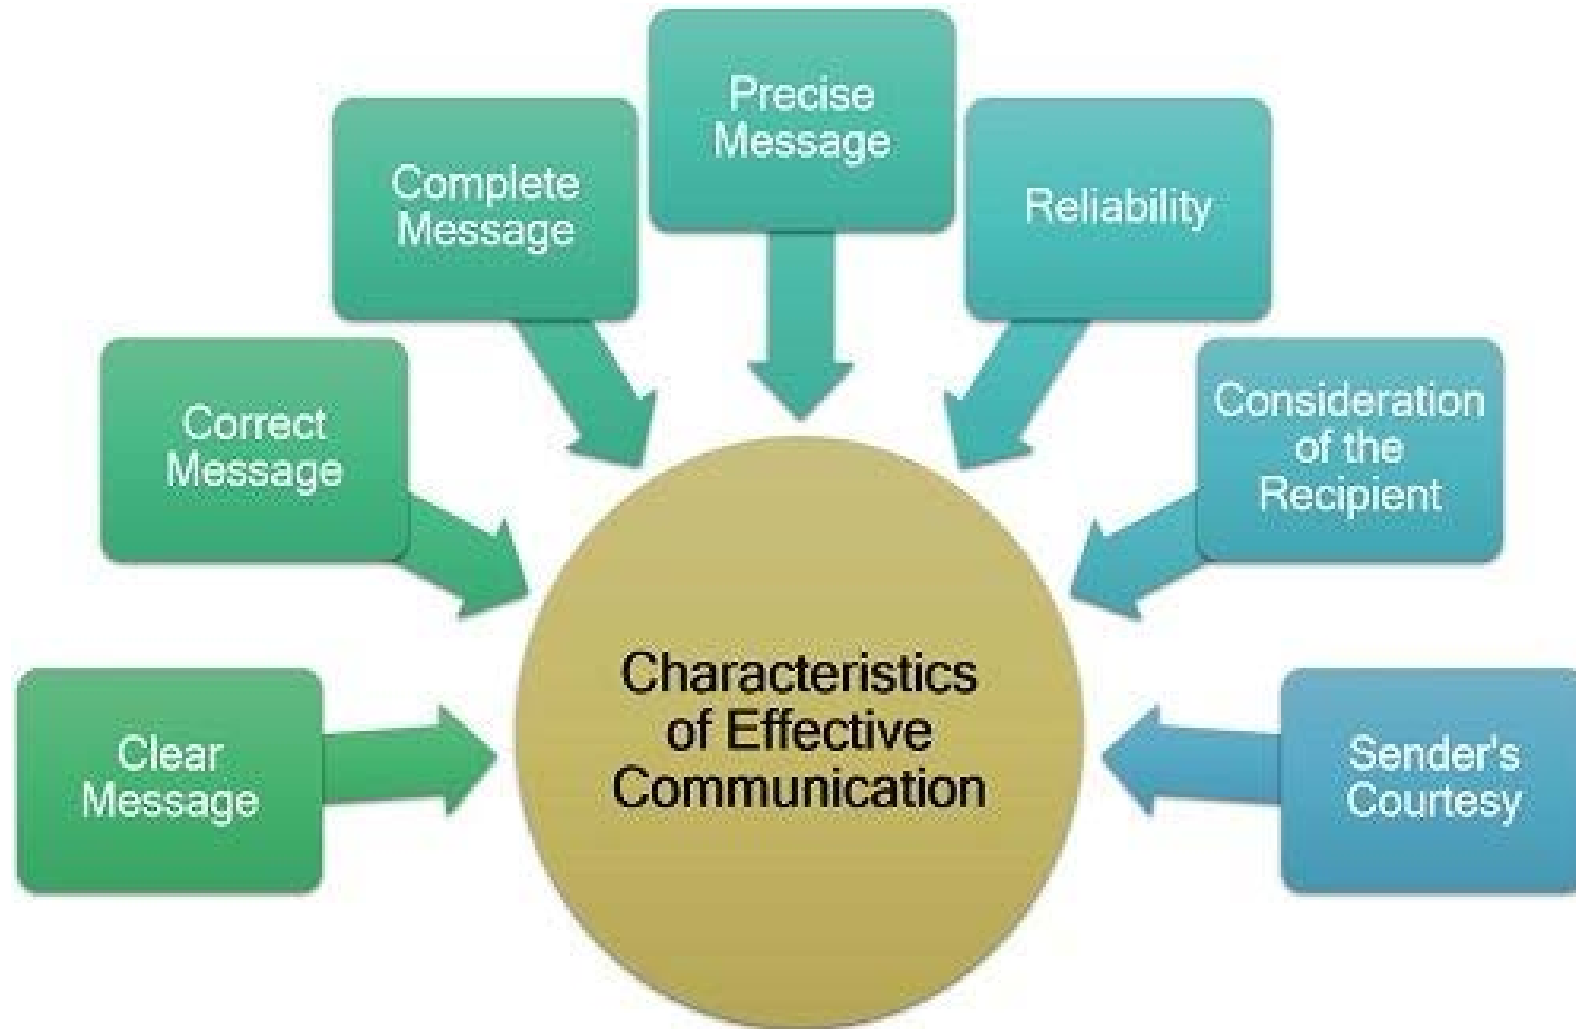 Precise
Message
Complete
Message
Reliability
Correct
Message
Consideration
of the
Recipient
Clear
Message
Characteristics
of Effective
Communication
Sender's
Courtesy